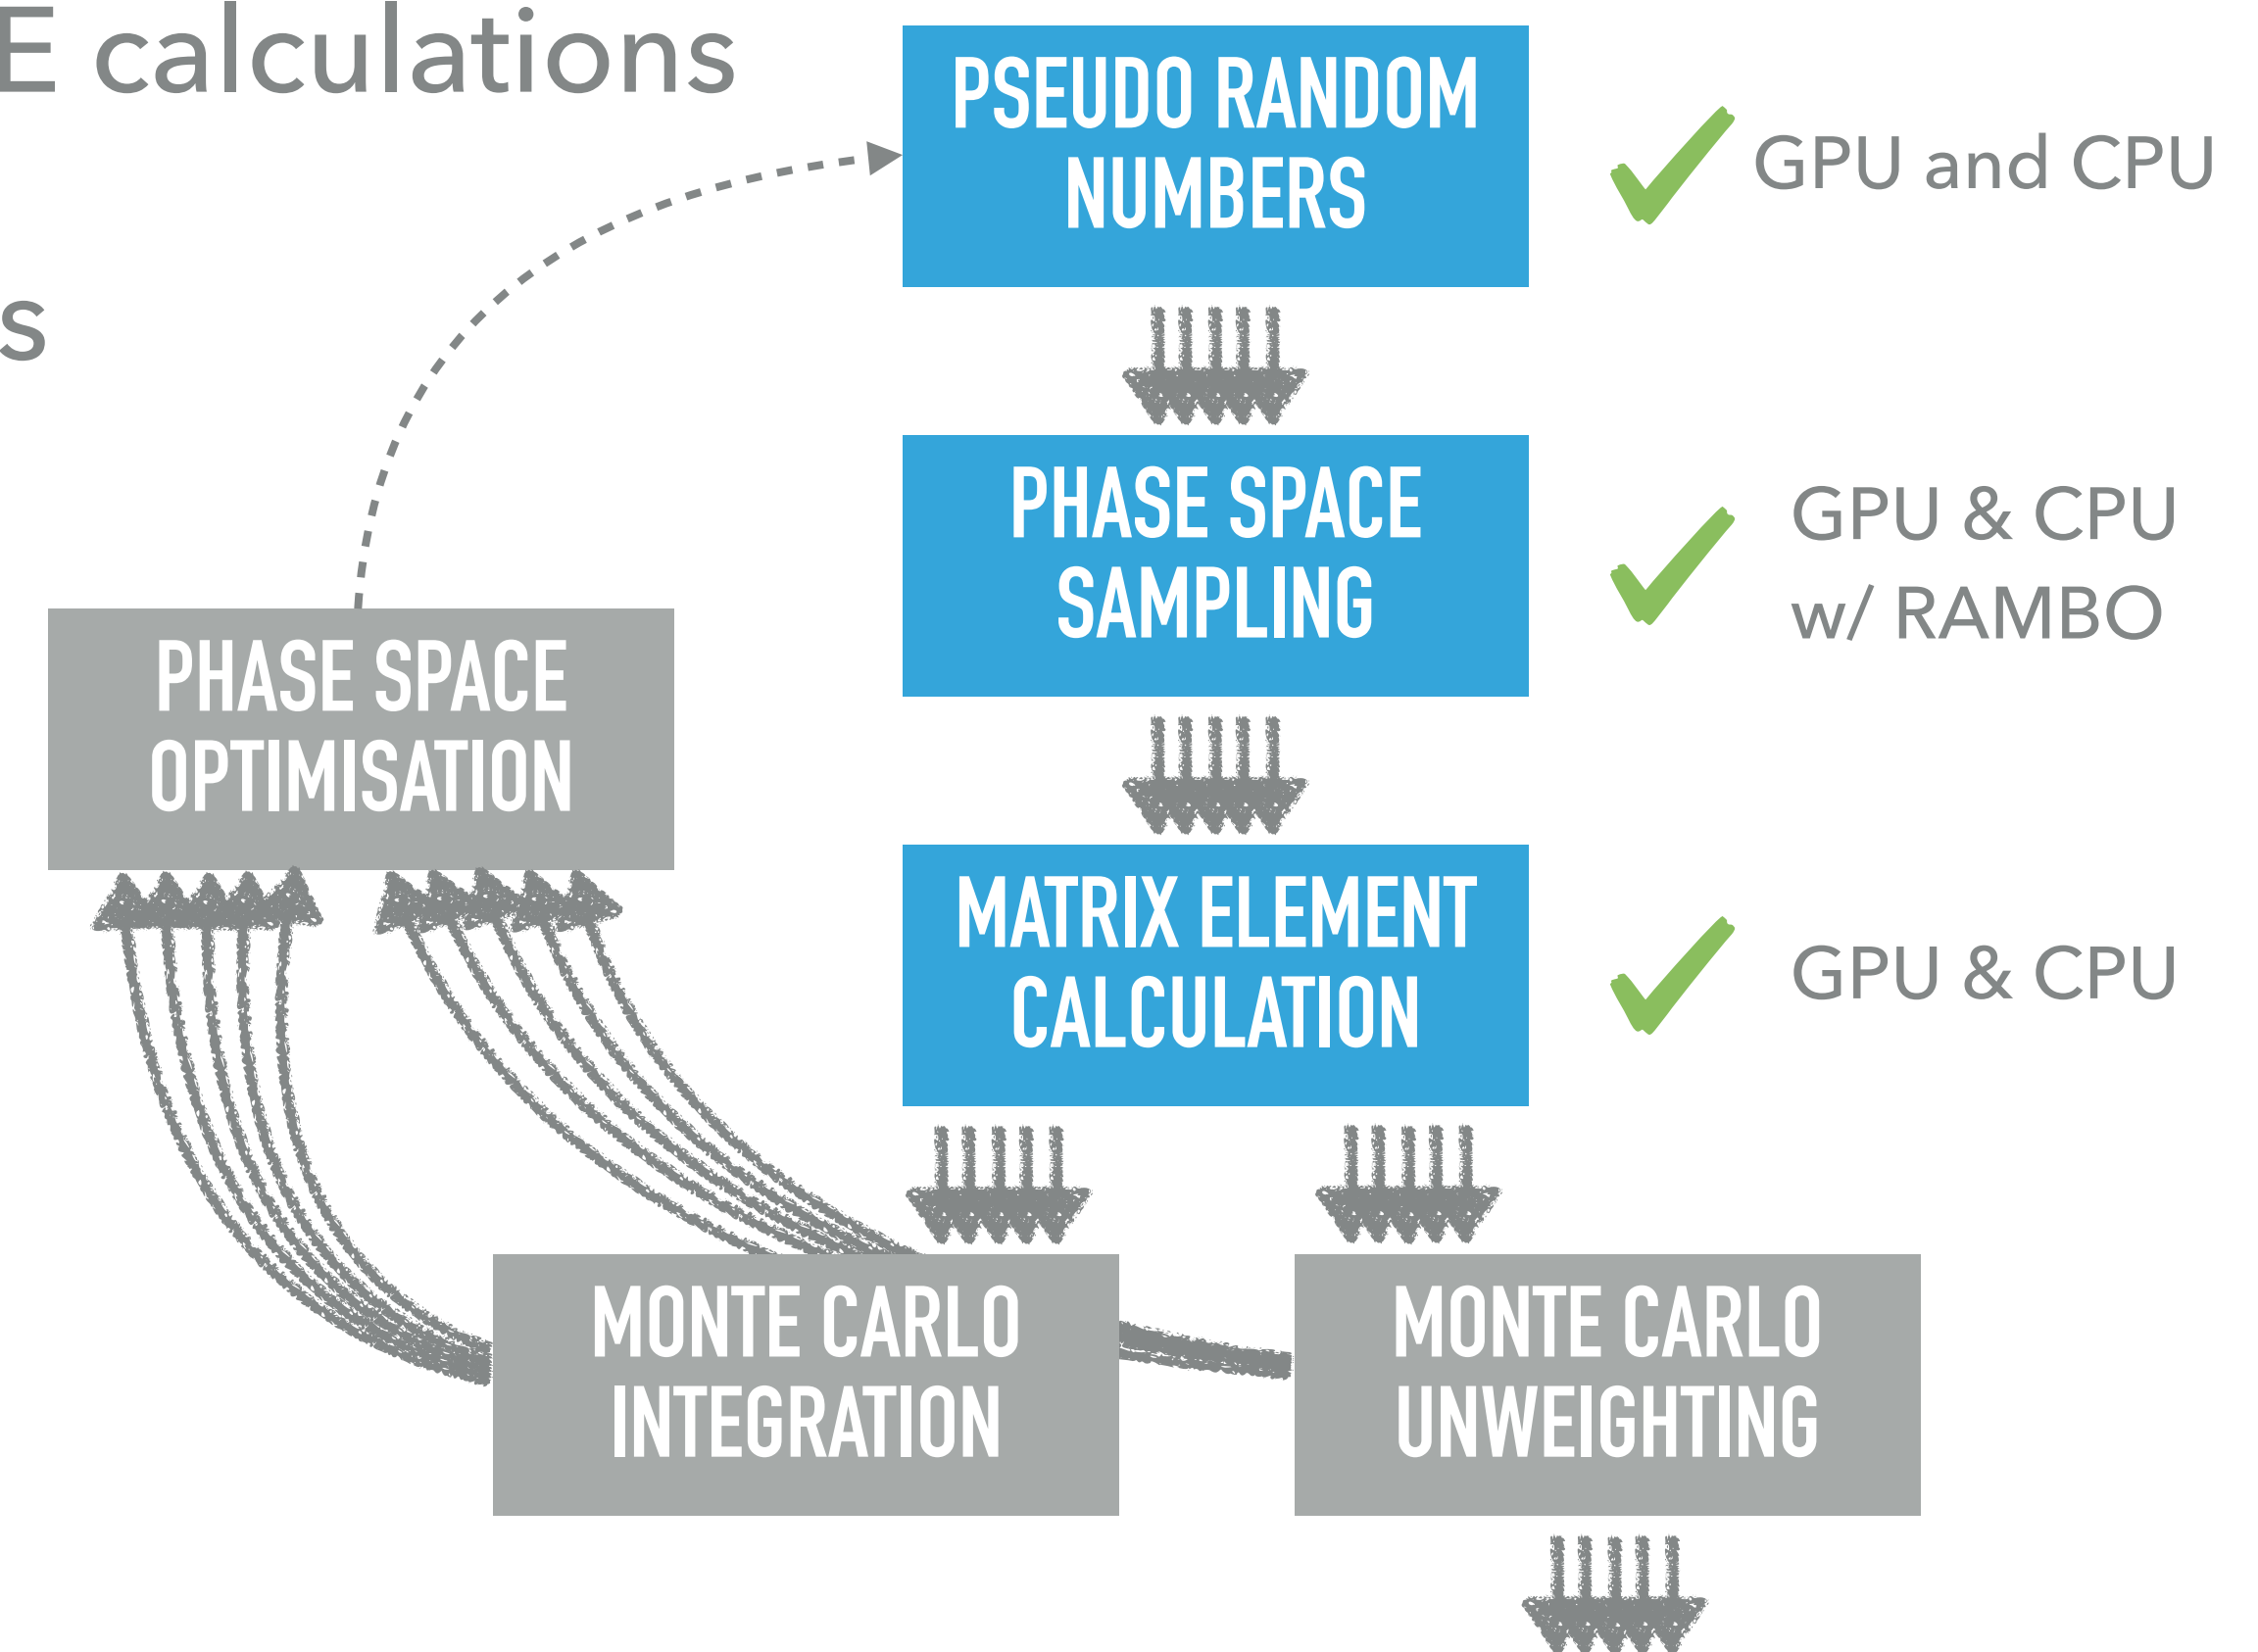 E calculations
s
PSEUDO RANDOM
NUMBERS
GPU and CPU
PHASE SPACE
SAMPLING
GPU & CPU
w/ RAMBO
PHASE SPACE
OPTIMISATION
MATRIX ELEMENT
CALCULATION
GPU & CPU
MONTE CARLO
INTEGRATION
MONTE CARLO
UNWEIGHTING